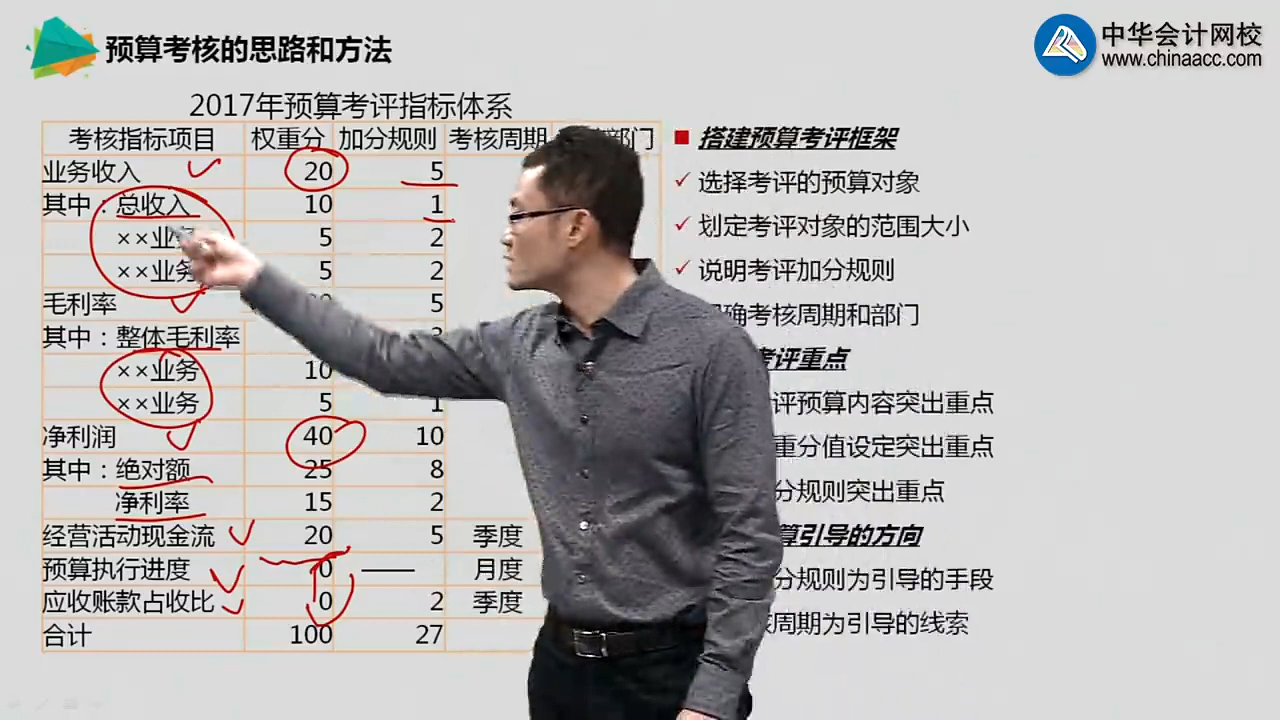 预算考核的思路和方法
中华会计网校
www.chinaacc.com
2017年预算考评指标体系
考核指标项目 权重分 加分规则 考核周期 部门
业务收入 20 5
其中：总收入 10 1
××业务 5 2
××业务 5 2
毛利率 5
其中：整体毛利率
××业务 10
××业务 5 1
净利润 40 10
其中：绝对额 25 8
净利率 15 2
经营活动现金流 20 5 季度
预算执行进度 0 —— 月度
应收账款占收比 0 2 季度
合计 100 27
搭建预算考评框架
选择考评的预算对象
划定考评对象的范围大小
说明考评加分规则
考核周期和部门
考评重点
评预算内容突出重点
重分值设定突出重点
分规则突出重点
算引导的方向
分规则为引导的手段
周期为引导的线索